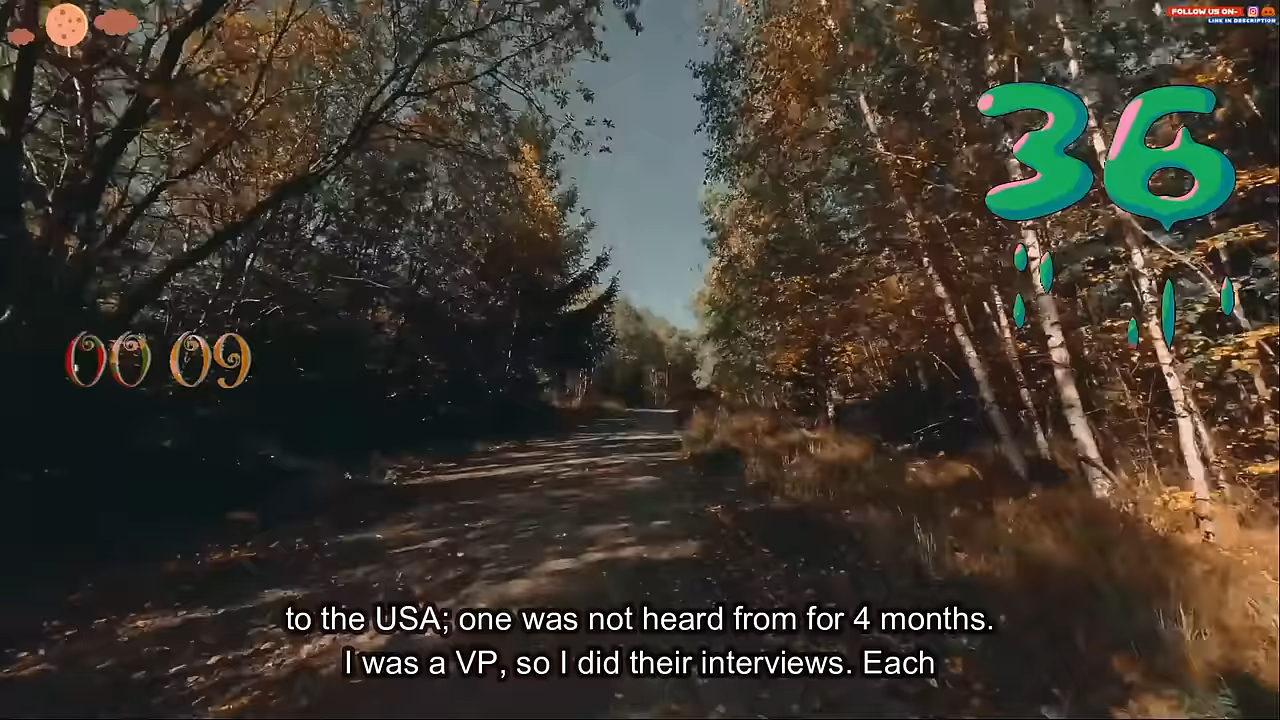 FOLLOW US ON-
LINK IN DESCRIPTION
36
00 09
to the USA; one was not heard from for 4 months.
I was a VP, so I did their interviews. Each